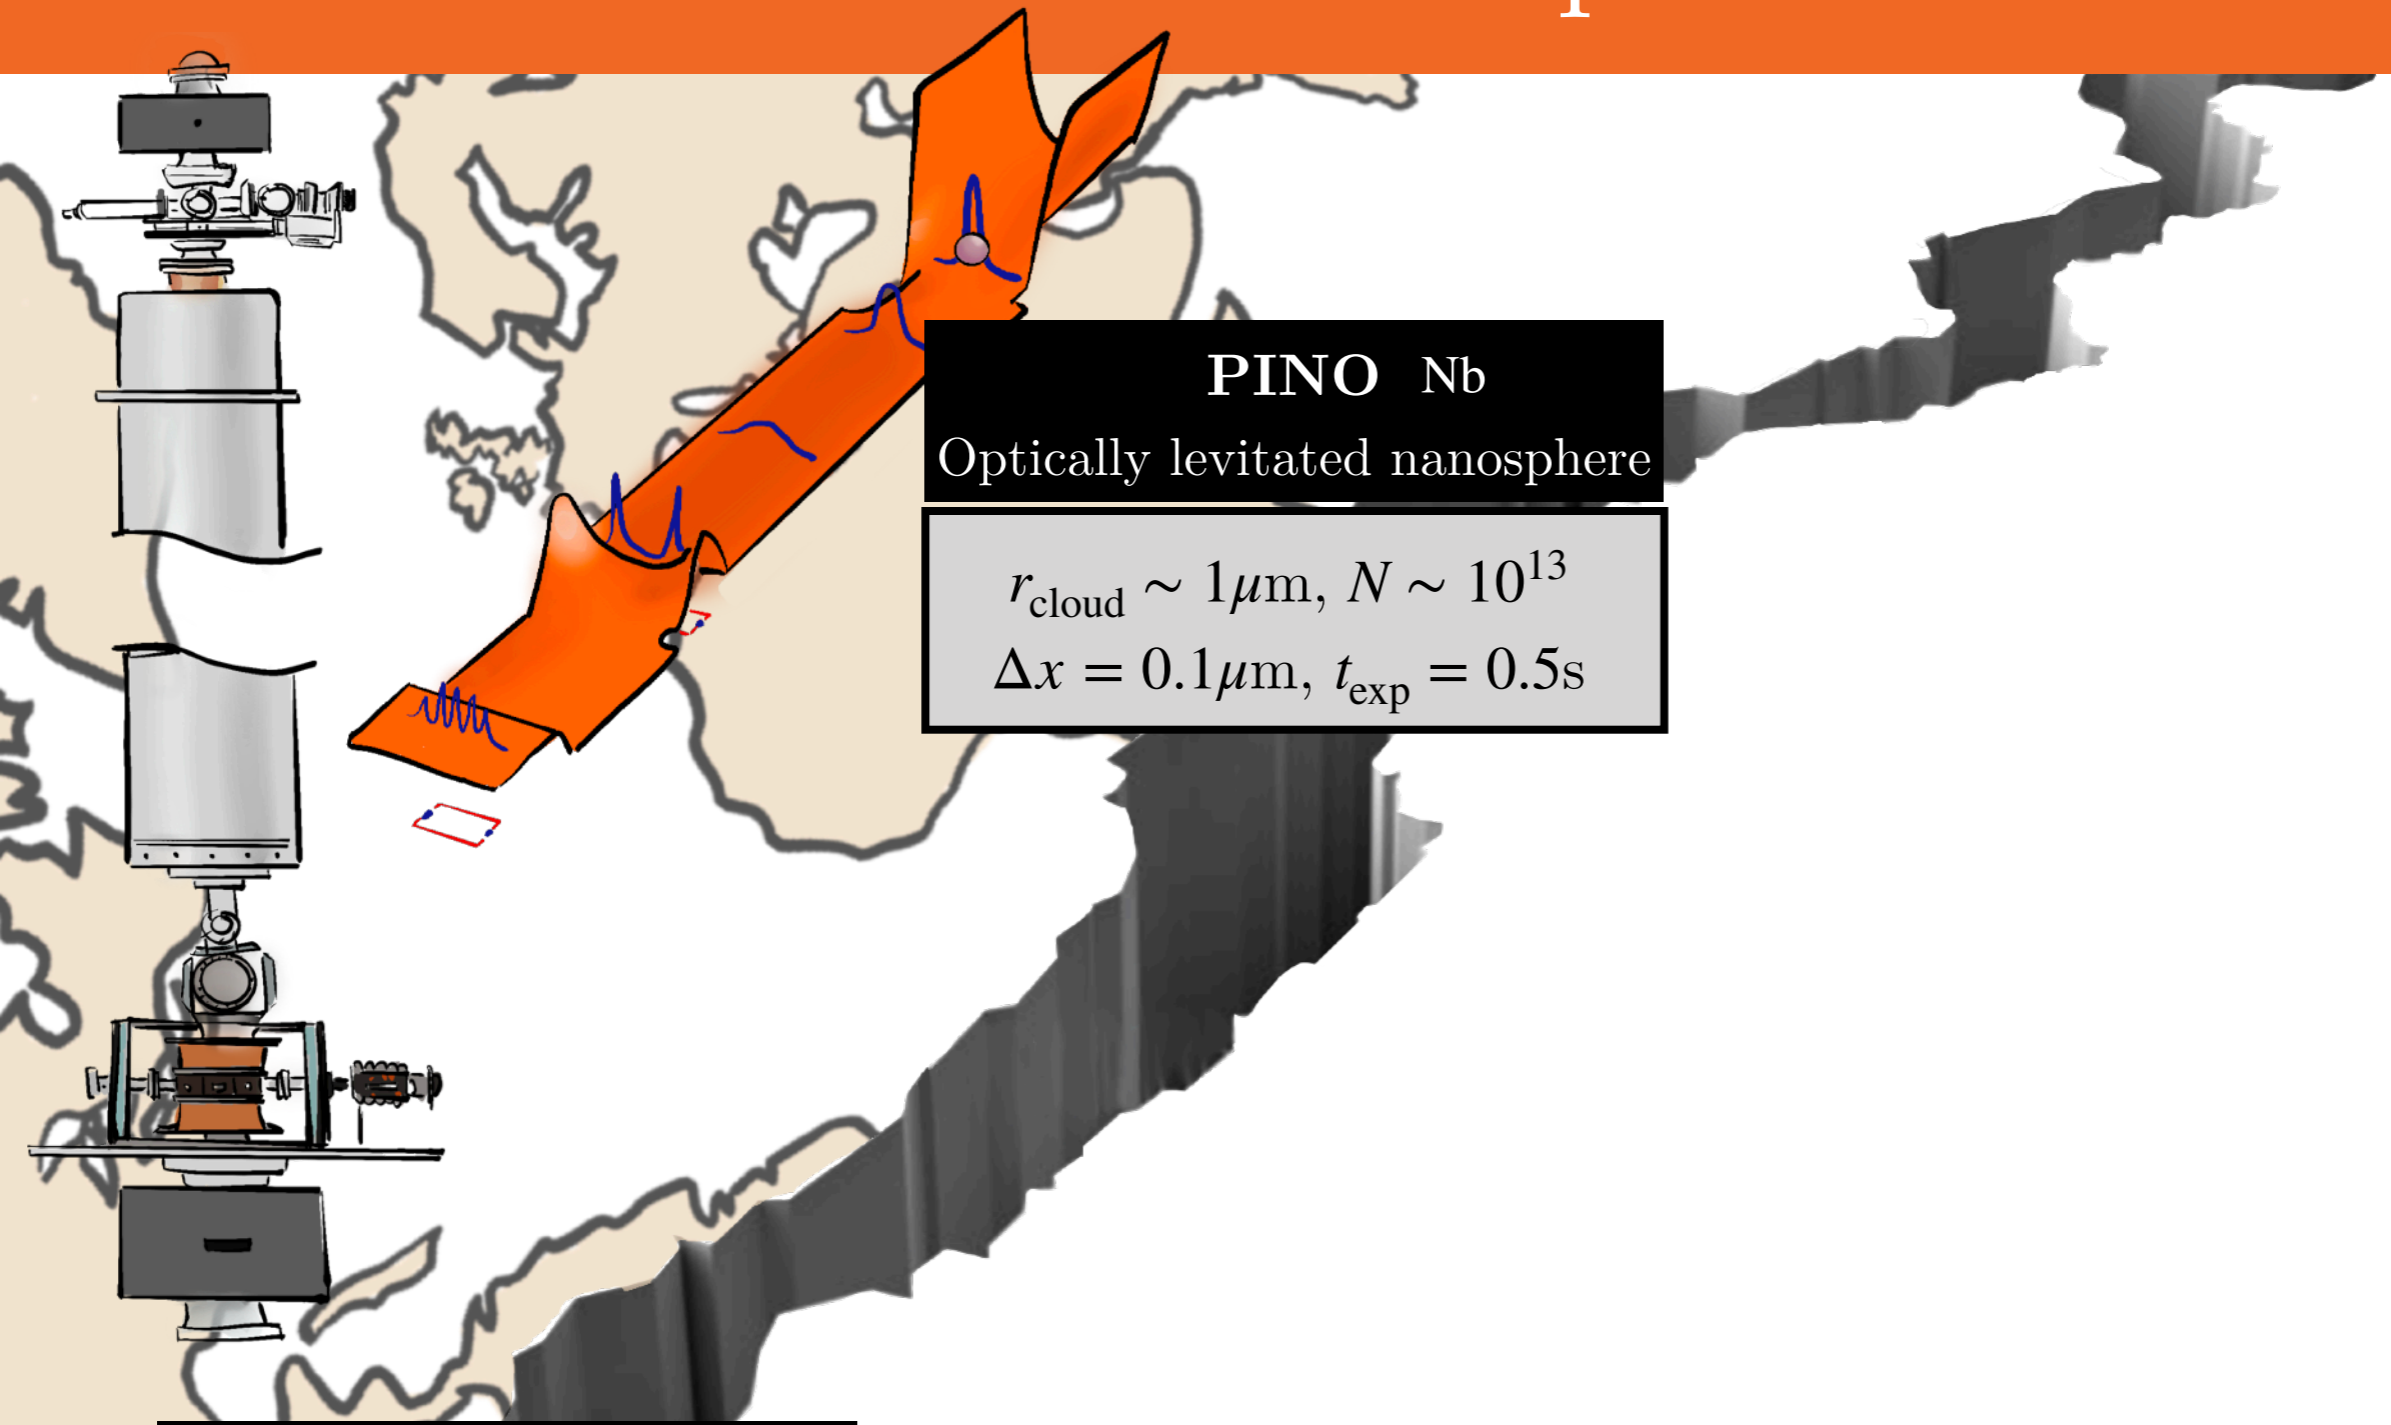 PINO Nb
Optically levitated nanosphere
r_cloud ∼ 1μm, N ∼ 10^13
Δx = 0.1μm, t_exp = 0.5s